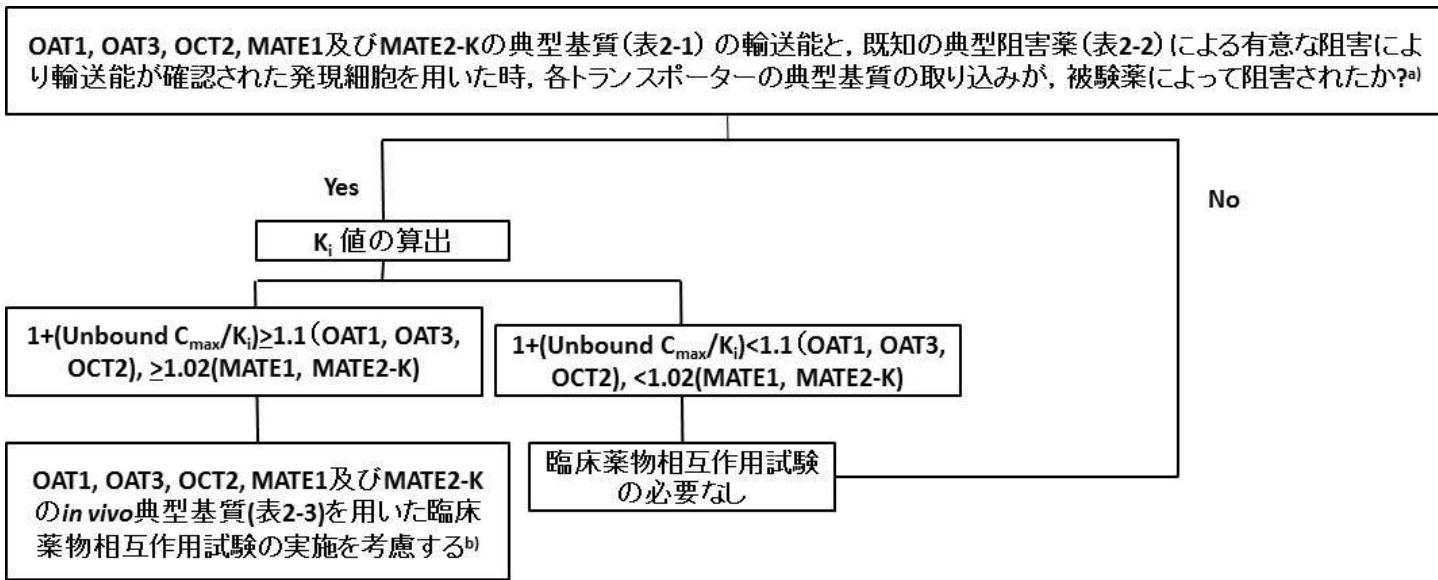 OAT1, OAT3, OCT2, MATE1及びMATE2-Kの典型基質(表2-1) の輸送能と, 既知の典型阻害薬(表2-2)による有意な阻害によ
り輸送能が確認された発現細胞を用いた時, 各トランスポーターの典型基質の取り込みが, 被験薬によって阻害されたか?a)
Yes
No
Ki 値の算出
1+(Unbound Cmax/Ki)≥1.1(OAT1, OAT3,
OCT2), ≥1.02(MATE1, MATE2-K)
1+(Unbound Cmax/Ki)<1.1(OAT1, OAT3,
OCT2), <1.02(MATE1, MATE2-K)
OAT1, OAT3, OCT2, MATE1及びMATE2-K
のin vivo典型基質(表2-3)を用いた臨床
薬物相互作用試験の実施を考慮するb)
臨床薬物相互作用試験
の必要なし